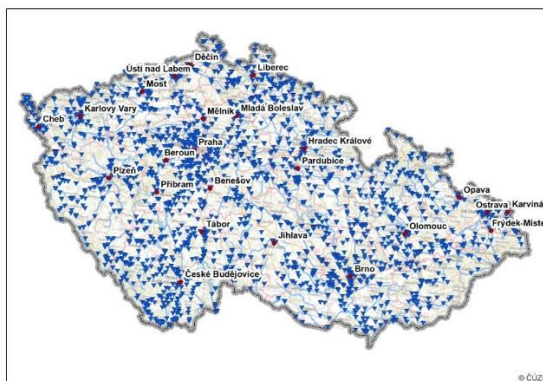 Děčín
Ústí nad Labem
Liberec
Most
Karlovy Vary
Mělník
Mladá Boleslav
Cheb
Praha
Hradec Králové
Beroun
Pardubice
Plzeň
Příbram
Benešov
Opava
Ostrava
Karviná
Frýdek-Míste
Tábor
Olomouc
Jihlava
České Budějovice
Brno
© ČÚZ